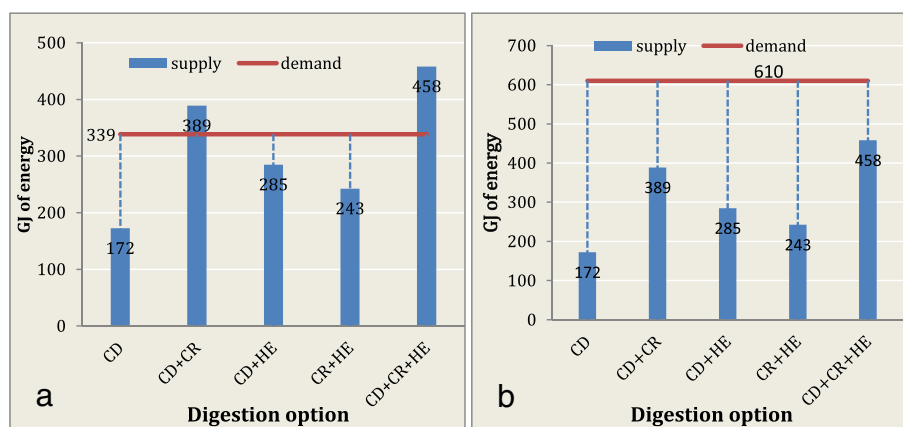 500
400
300
200
100
0
GJ of energy
supply
demand
339
172
389
285
243
458
CD
CD+CR
CD+HE
CR+HE
CD+CR+HE
a
Digestion option
700
600
500
400
300
200
100
0
GJ of energy
supply
demand
610
172
389
285
243
458
CD
CD+CR
CD+HE
CR+HE
CD+CR+HE
b
Digestion option